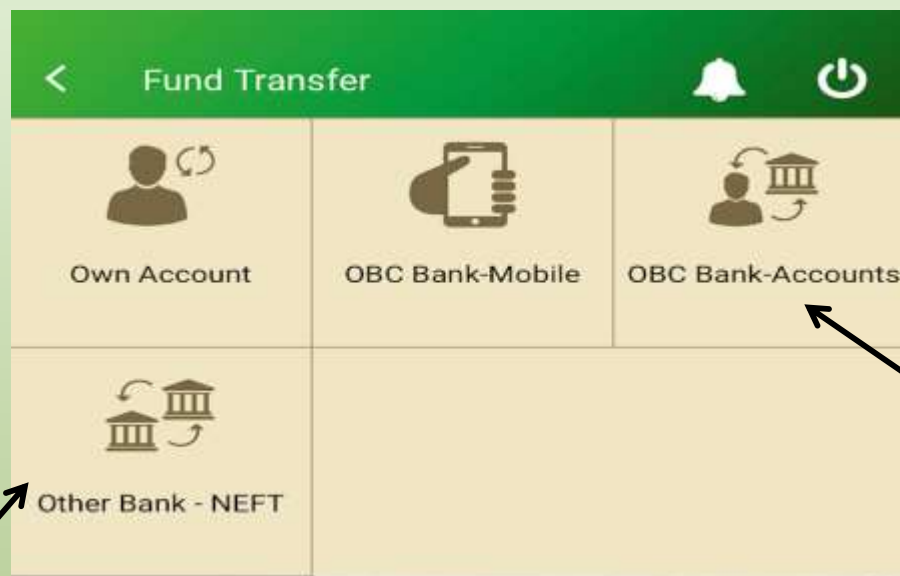 Fund Transfer
Own Account
OBC Bank-Mobile
OBC Bank-Accounts
Other Bank - NEFT